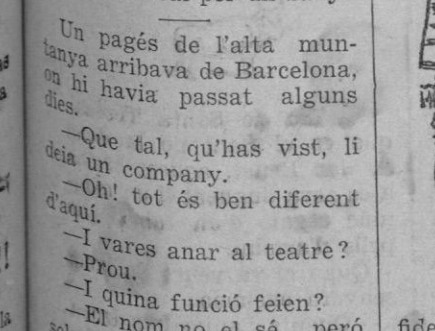 Un pagés de l'alta mun-
tanya arribava de Barcelona,
on hi havia passat alguns
dies.
—Que tal, qu'has vist, li
deia un company.
—Oh! tot és ben diferent
d'aquí.
—I vares anar al teatre?
—Prou.
—I quina funció feien?
—El nom no el sé, peró